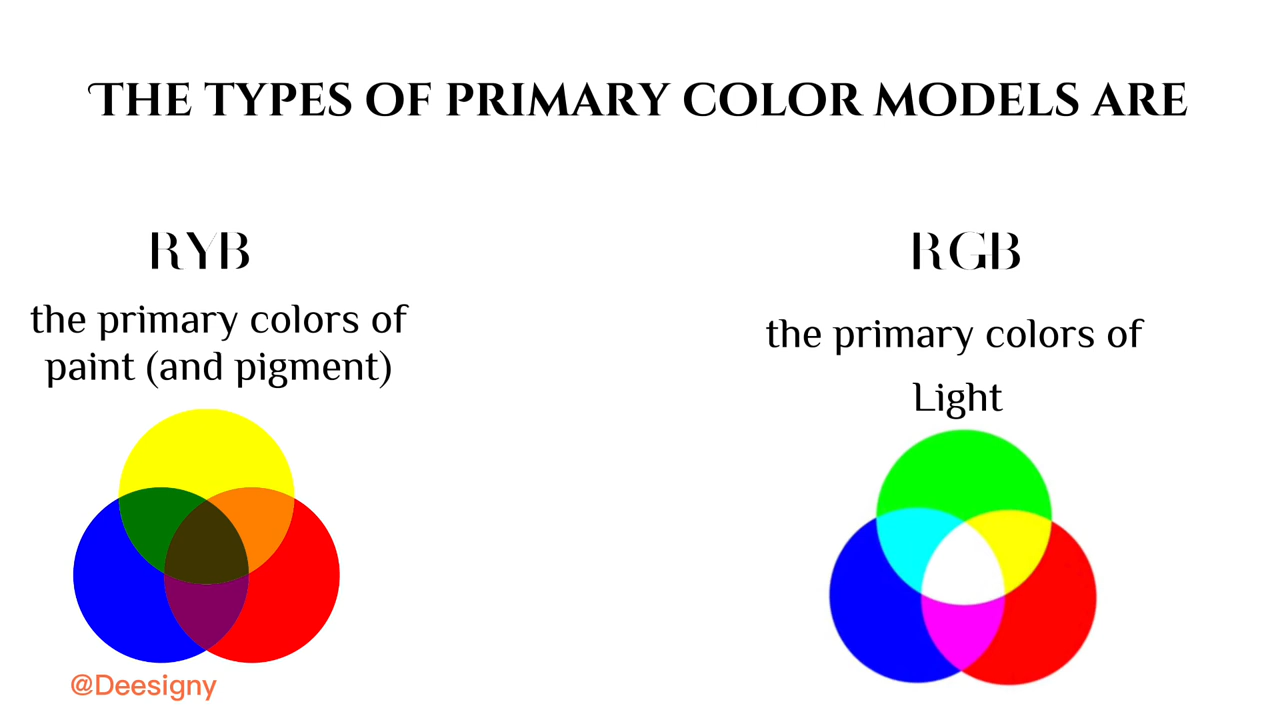 The types of primary color models are
RYB
the primary colors of
paint (and pigment)
@Deesigny
RGB
the primary colors of
Light